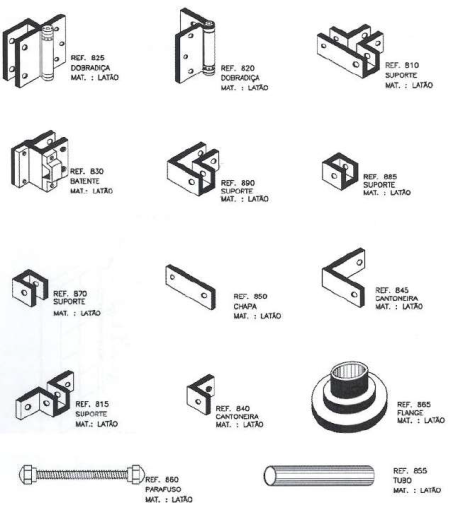 REF. 825
DOBRADIÇA
MAT. : LATÃO
REF. 820
DOBRADIÇA
MAT. : LATÃO
REF. 810
SUPORTE
MAT. : LATÃO
REF. 830
BATENTE
MAT.: LATÃO
REF. 890
SUPORTE
MAT. : LATÃO
REF. 885
SUPORTE
MAT. : LATÃO
REF. 870
SUPORTE
MAT. : LATÃO
REF. 850
CHAPA
MAT. : LATÃO
REF. 845
CANTONEIRA
MAT. : LATÃO
REF. 815
SUPORTE
MAT.: LATÃO
REF. 840
CANTONEIRA
MAT. : LATÃO
REF. 865
FLANGE
MAT. : LATÃO
REF. 860
PARAFUSO
MAT. : LATÃO
REF. 855
TUBO
MAT. : LATÃO